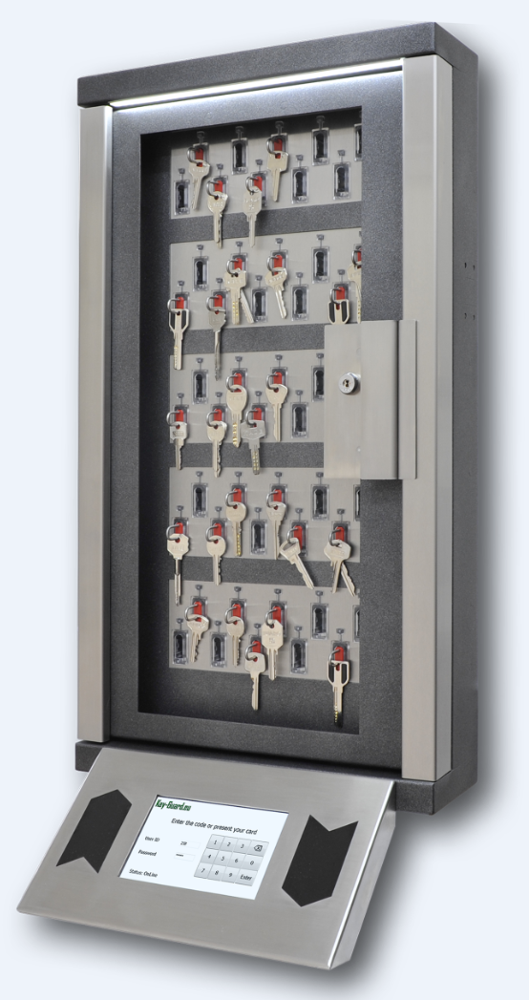 Key-Guard.eu
Enter the code or present your card
User ID
Password
••••
Status: OnLine
1 2 3
4 5 6 0
7 8 9 Enter